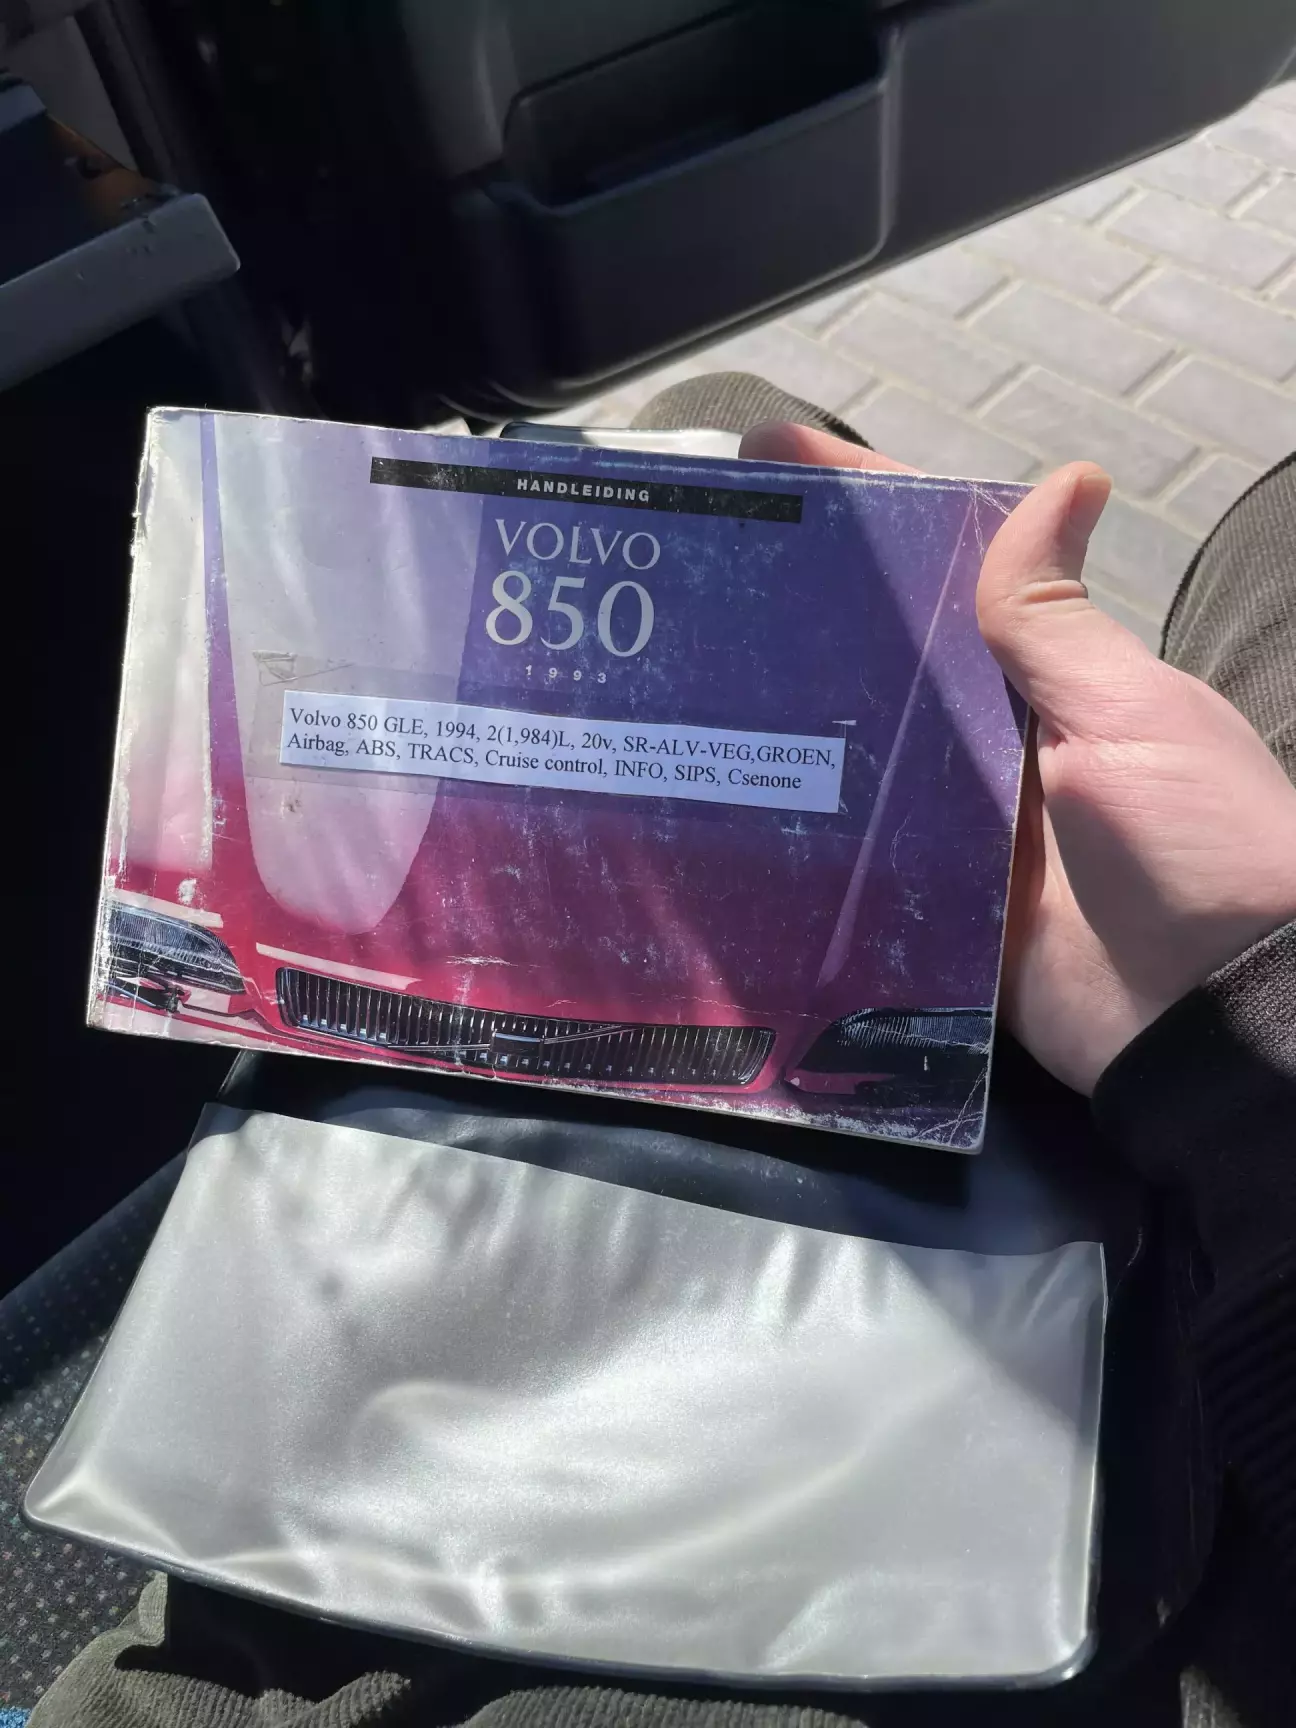 HANDLEIDING
VOLVO
850
1993
Volvo 850 GLE, 1994, 2(1,984)L, 20v, SR-ALV-VEG,GROEN,
Airbag, ABS, TRACS, Cruise control, INFO, SIPS, Csenone